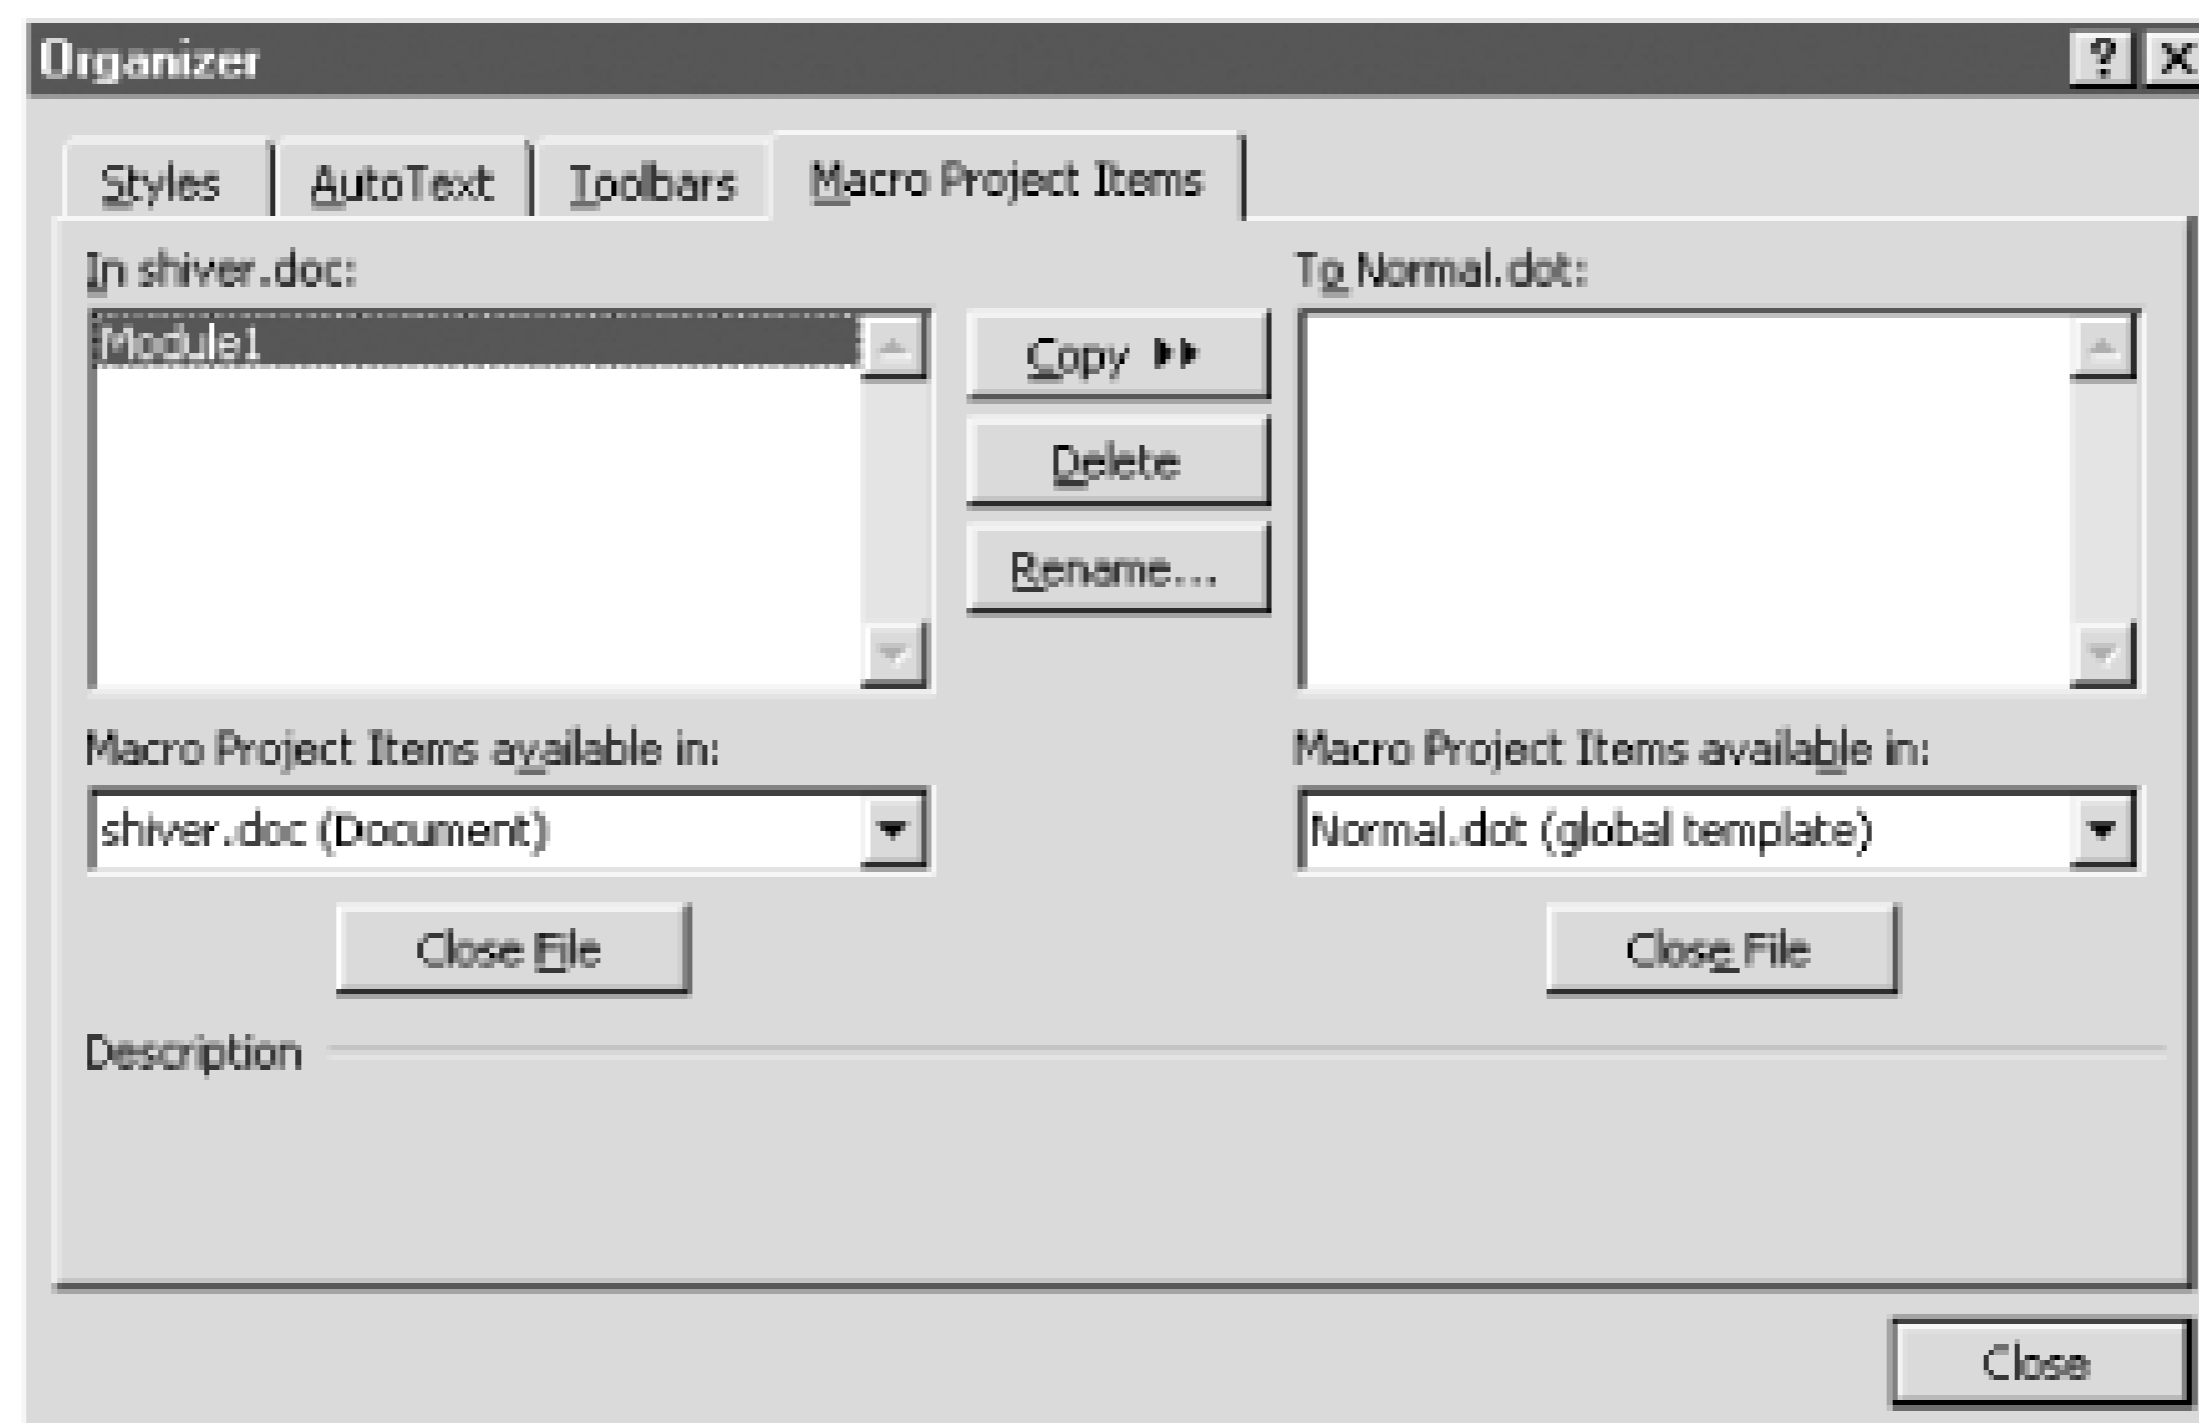 Organizer
Styles AutoText Toolbars Macro Project Items
In shiver.doc: To Normal.dot:
Module1
Copy
Delete
Rename...
Macro Project Items available in: Macro Project Items available in:
shiver.doc (Document) Normal.dot (global template)
Close File Close File
Description
Close